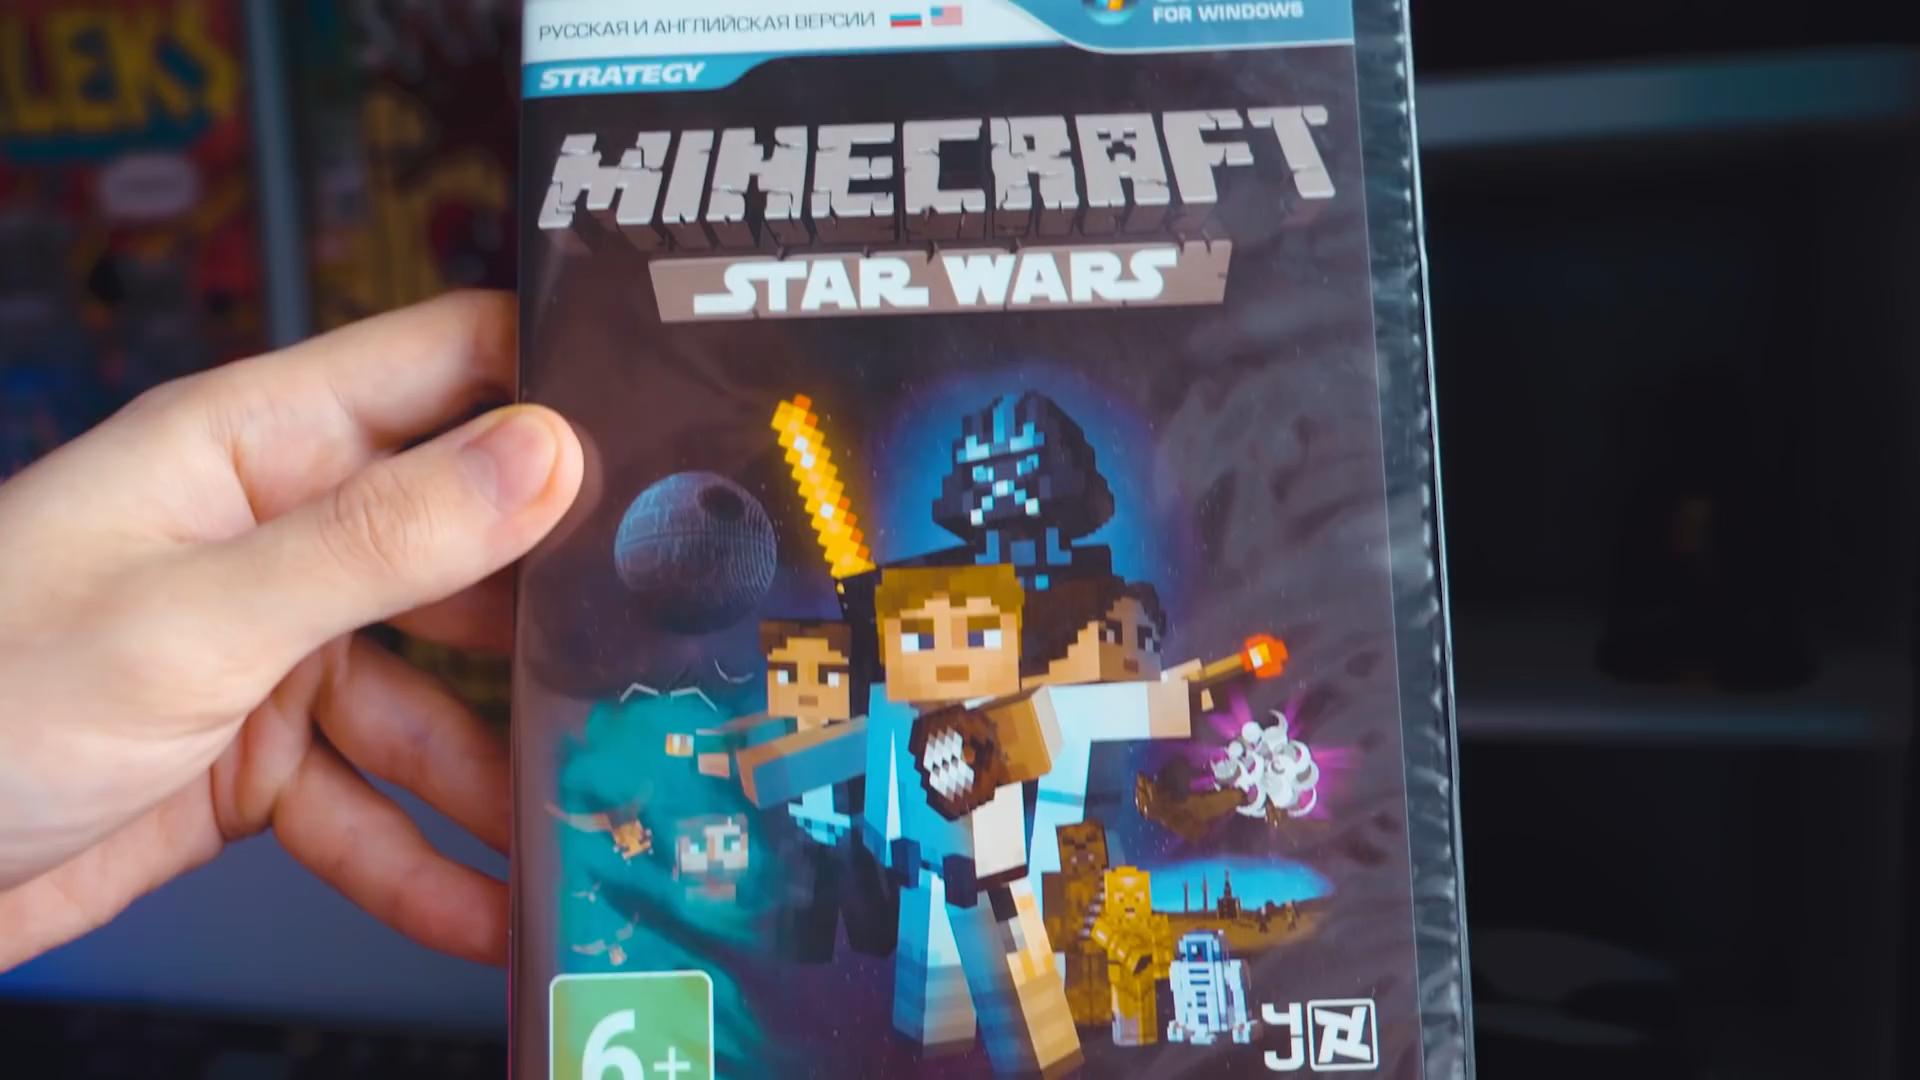 РУССКАЯ И АНГЛИЙСКАЯ ВЕРСИИ
FOR WINDOWS
STRATEGY
MINECRAFT
STAR WARS
6+